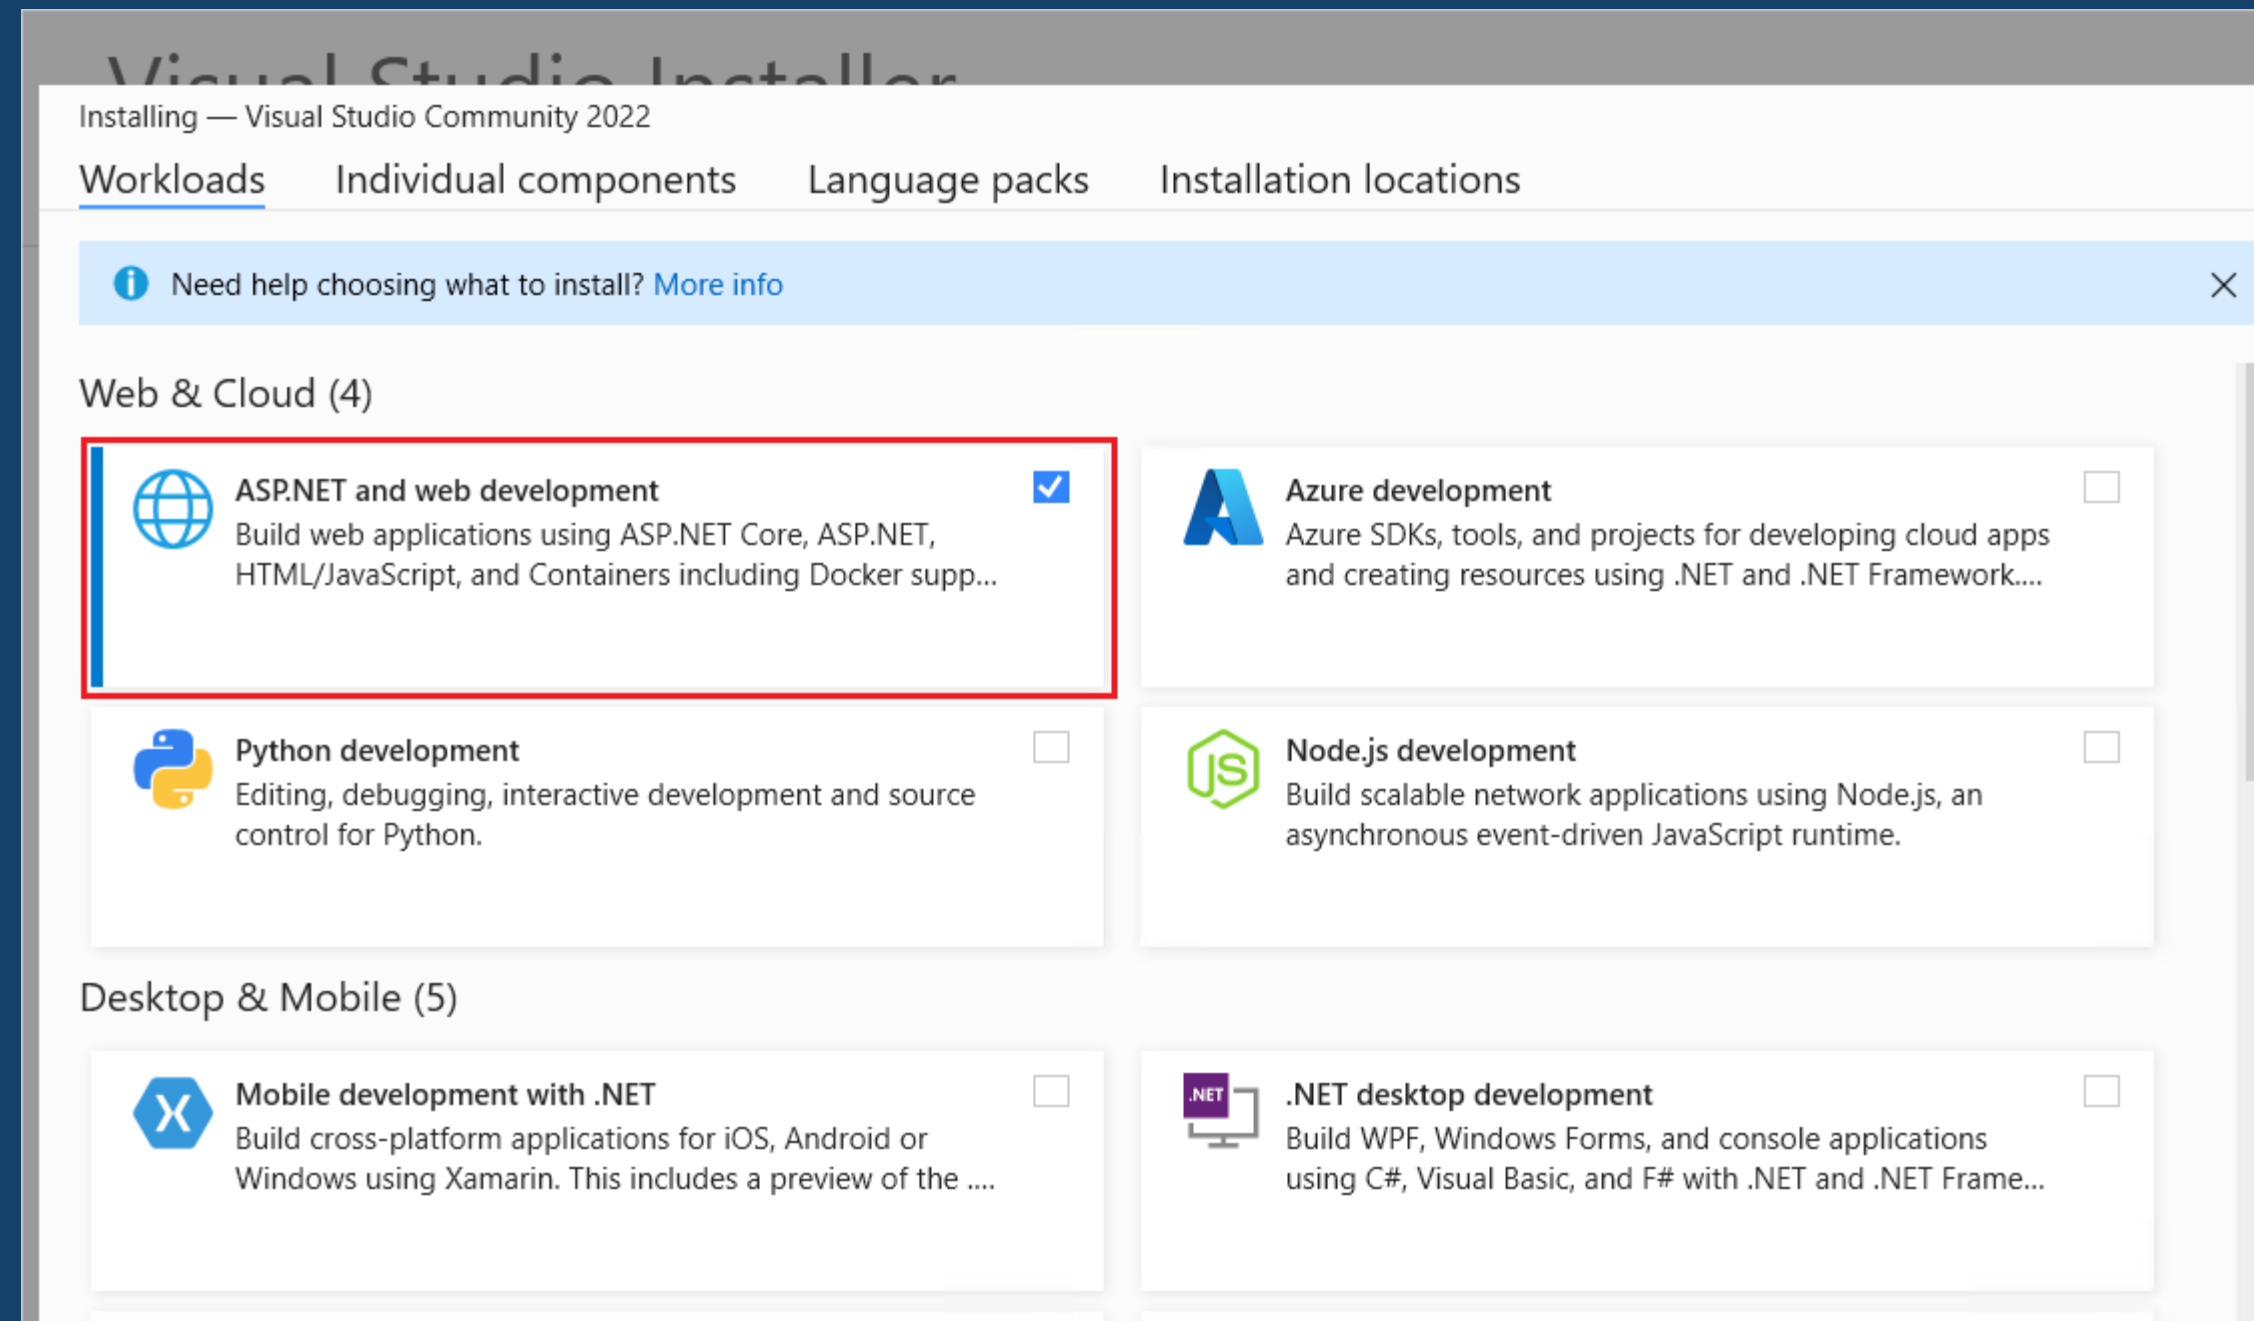 Visual Studio Installer
Installing — Visual Studio Community 2022
Workloads Individual components Language packs Installation locations
Need help choosing what to install? More info
Web & Cloud (4)
ASP.NET and web development
Build web applications using ASP.NET Core, ASP.NET,
HTML/JavaScript, and Containers including Docker supp...
Azure development
Azure SDKs, tools, and projects for developing cloud apps
and creating resources using .NET and .NET Framework....
Python development
Editing, debugging, interactive development and source
control for Python.
JS
Node.js development
Build scalable network applications using Node.js, an
asynchronous event-driven JavaScript runtime.
Desktop & Mobile (5)
Mobile development with .NET
Build cross-platform applications for iOS, Android or
Windows using Xamarin. This includes a preview of the ....
.NET
.NET desktop development
Build WPF, Windows Forms, and console applications
using C#, Visual Basic, and F# with .NET and .NET Frame...